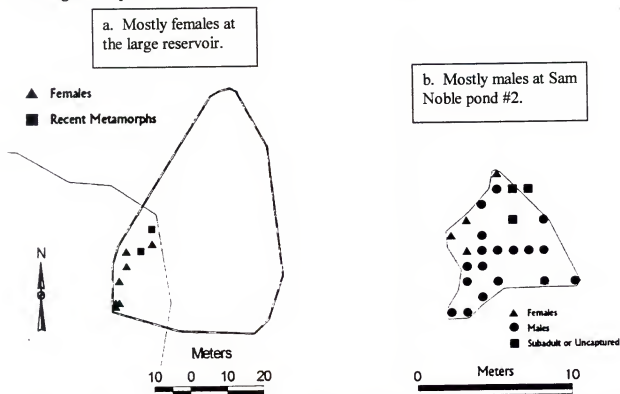 a. Mostly females at
the large reservoir.
Females
Recent Metamorphs
N
Meters
10 0 10 20
b. Mostly males at Sam
Noble pond #2.
Females
Males
Subadult or Uncaptured
Meters
0 10